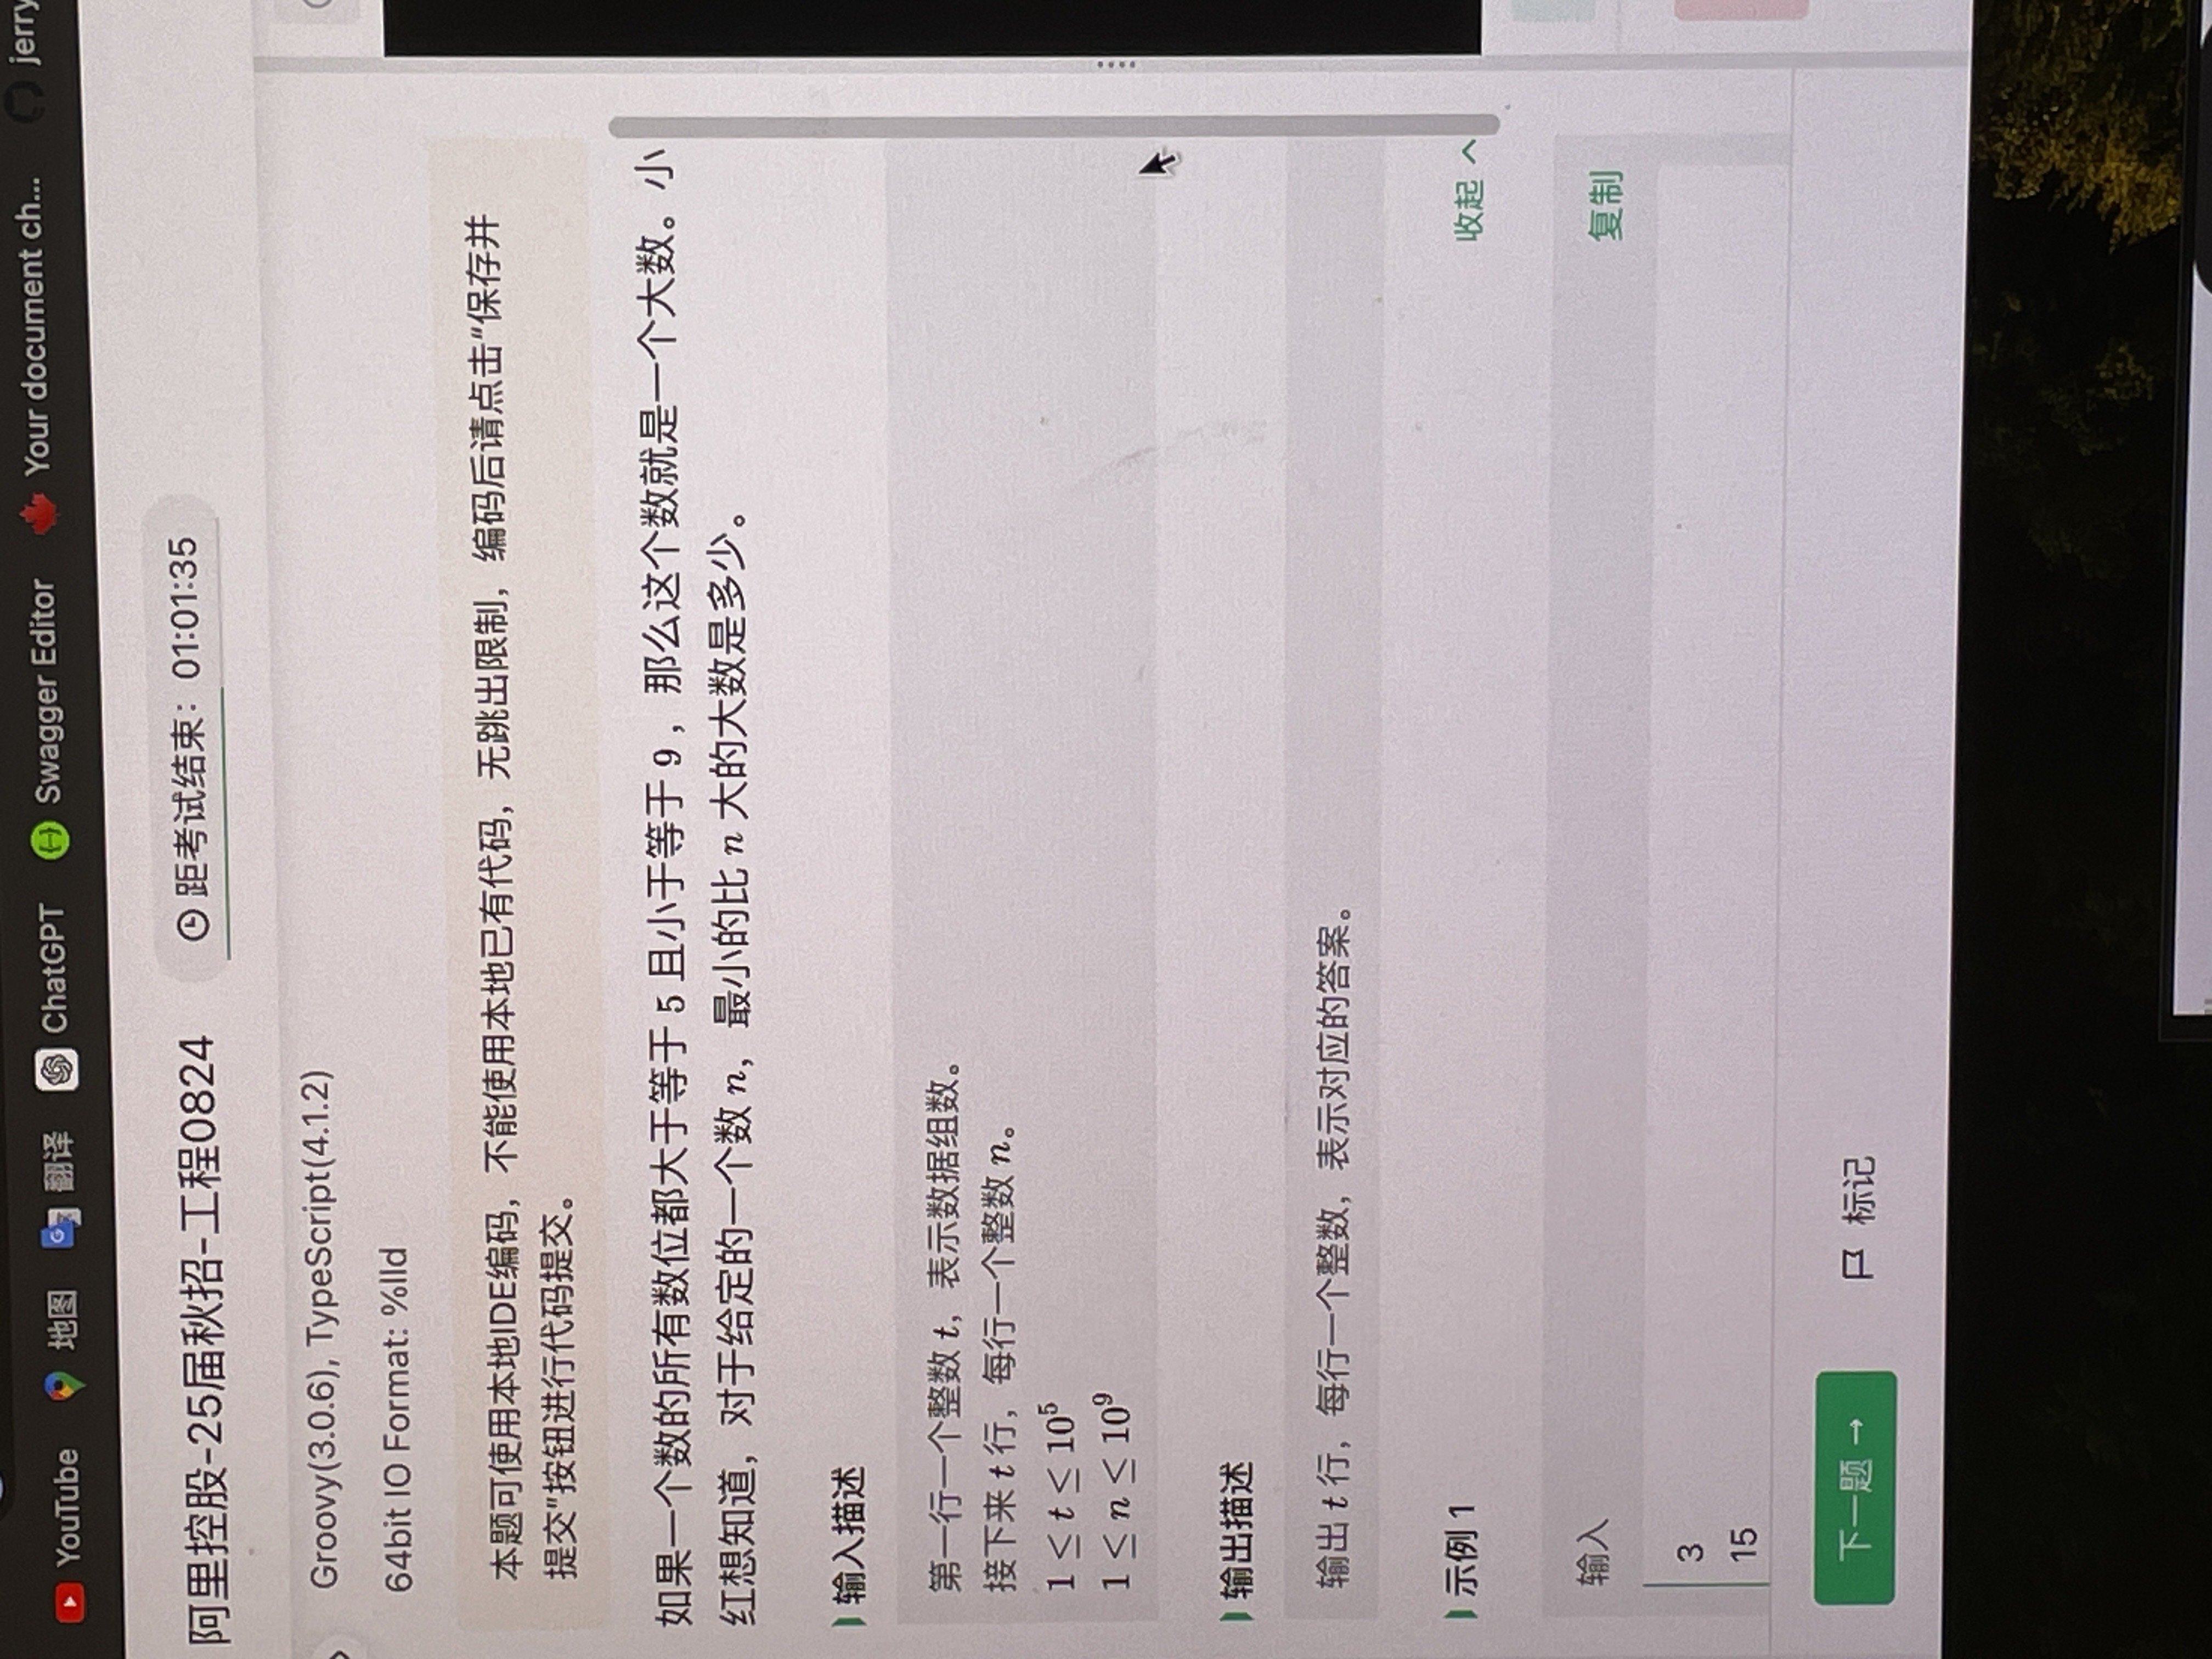 YouTube 地图 翻译 ChatGPT Swagger Editor Your document ch... jerry
阿里控股-25届秋招-工程0824 距考试结束：01:01:35
Groovy(3.0.6), TypeScript(4.1.2)
64bit IO Format: %lld
本题可使用本地IDE编码，不能使用本地已有代码，无跳出限制，编码后请点击“保存并
提交”按钮进行代码提交。
如果一个数的所有数位都大于等于 5 且小于等于 9 ，那么这个数就是一个大数。小
红想知道，对于给定的一个数 n，最小的比 n 大的大数是多少。
输入描述
第一行一个整数 t，表示数据组数。
接下来 t 行，每行一个整数 n。
1 ≤ t ≤ 10⁵
1 ≤ n ≤ 10⁹
输出描述
输出 t 行，每行一个整数，表示对应的答案。
示例 1 收起
输入 复制
3
15
下一题 → 标记